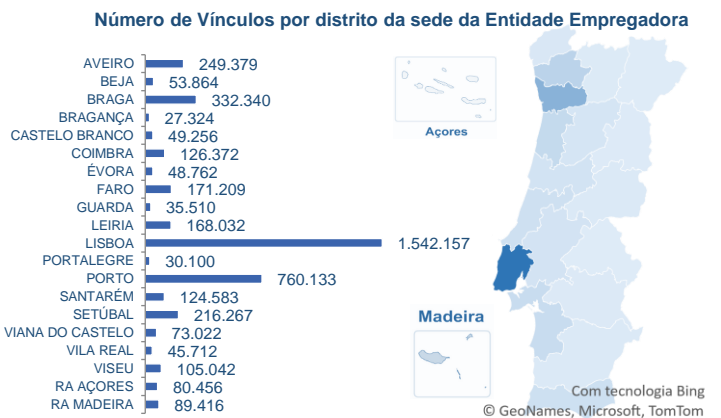 Número de Vínculos por distrito da sede da Entidade Empregadora
AVEIRO 249.379
BEJA 53.864
BRAGA 332.340
BRAGANÇA 27.324
CASTELO BRANCO 49.256
COIMBRA 126.372
ÉVORA 48.762
FARO 171.209
GUARDA 35.510
LEIRIA 168.032
LISBOA 1.542.157
PORTALEGRE 30.100
PORTO 760.133
SANTARÉM 124.583
SETÚBAL 216.267
VIANA DO CASTELO 73.022
VILA REAL 45.712
VISEU 105.042
RA AÇORES 80.456
RA MADEIRA 89.416
Açores
Madeira
Com tecnologia Bing
© GeoNames, Microsoft, TomTom